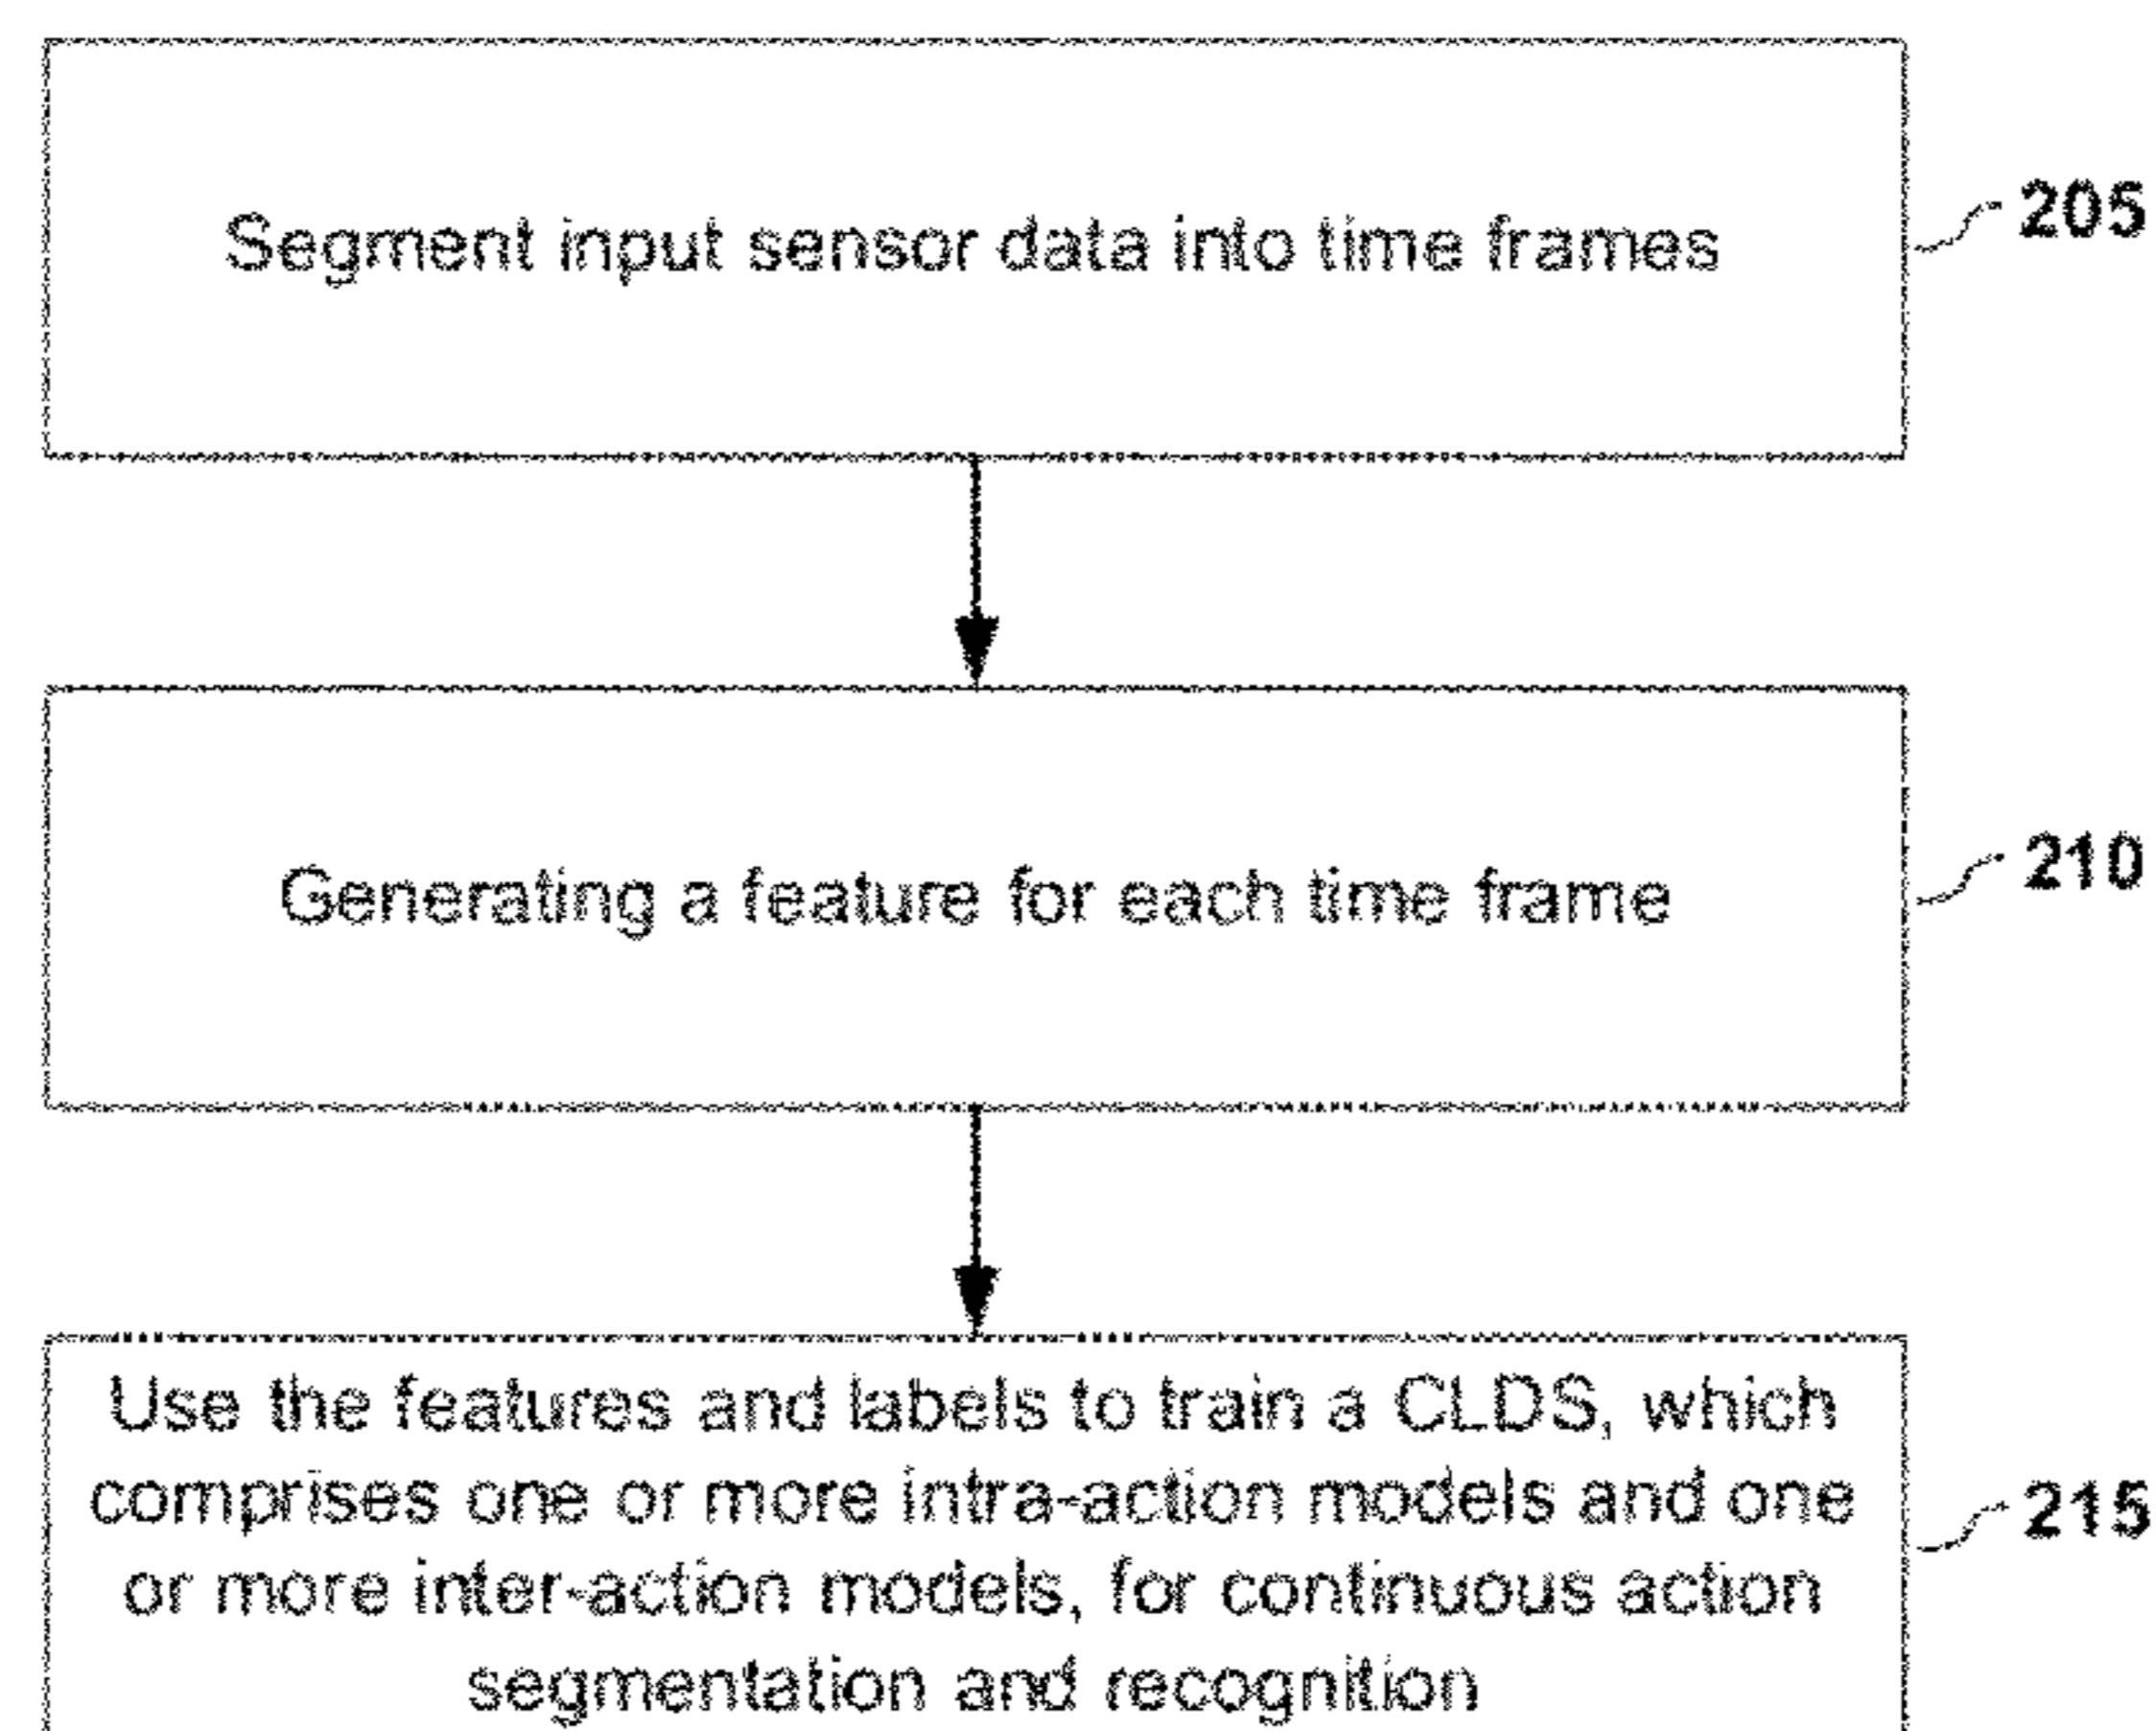 Segment input sensor data into time frames
205
Generating a feature for each time frame
210
Use the features and labels to train a CLDS, which
comprises one or more intra-action models and one
or more inter-action models, for continuous action
segmentation and recognition
215